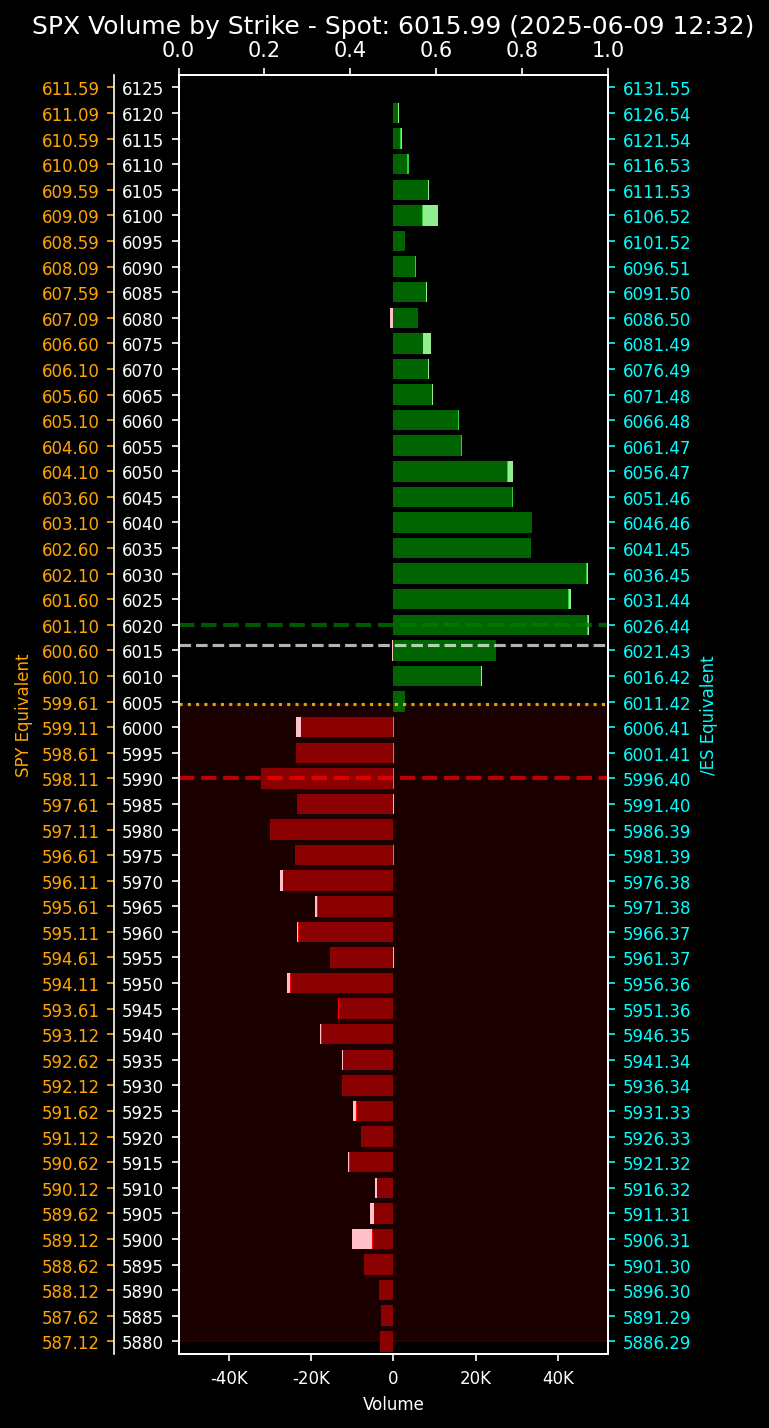 SPX Volume by Strike - Spot: 6015.99 (2025-06-09 12:32)
0.0 0.2 0.4 0.6 0.8 1.0
611.59 6125 6131.55
611.09 6120 6126.54
610.59 6115 6121.54
610.09 6110 6116.53
609.59 6105 6111.53
609.09 6100 6106.52
608.59 6095 6101.52
608.09 6090 6096.51
607.59 6085 6091.50
607.09 6080 6086.50
606.60 6075 6081.49
606.10 6070 6076.49
605.60 6065 6071.48
605.10 6060 6066.48
604.60 6055 6061.47
604.10 6050 6056.47
603.60 6045 6051.46
603.10 6040 6046.46
602.60 6035 6041.45
602.10 6030 6036.45
601.60 6025 6031.44
601.10 6020 6026.44
600.60 6015 6021.43
600.10 6010 6016.42
599.61 6005 6011.42
599.11 6000 6006.41
598.61 5995 6001.41
598.11 5990 5996.40
597.61 5985 5991.40
597.11 5980 5986.39
596.61 5975 5981.39
596.11 5970 5976.38
595.61 5965 5971.38
595.11 5960 5966.37
594.61 5955 5961.37
594.11 5950 5956.36
593.61 5945 5951.36
593.12 5940 5946.35
592.62 5935 5941.34
592.12 5930 5936.34
591.62 5925 5931.33
591.12 5920 5926.33
590.62 5915 5921.32
590.12 5910 5916.32
589.62 5905 5911.31
589.12 5900 5906.31
588.62 5895 5901.30
588.12 5890 5896.30
587.62 5885 5891.29
587.12 5880 5886.29
SPY Equivalent
/ES Equivalent
-40K -20K 0 20K 40K
Volume